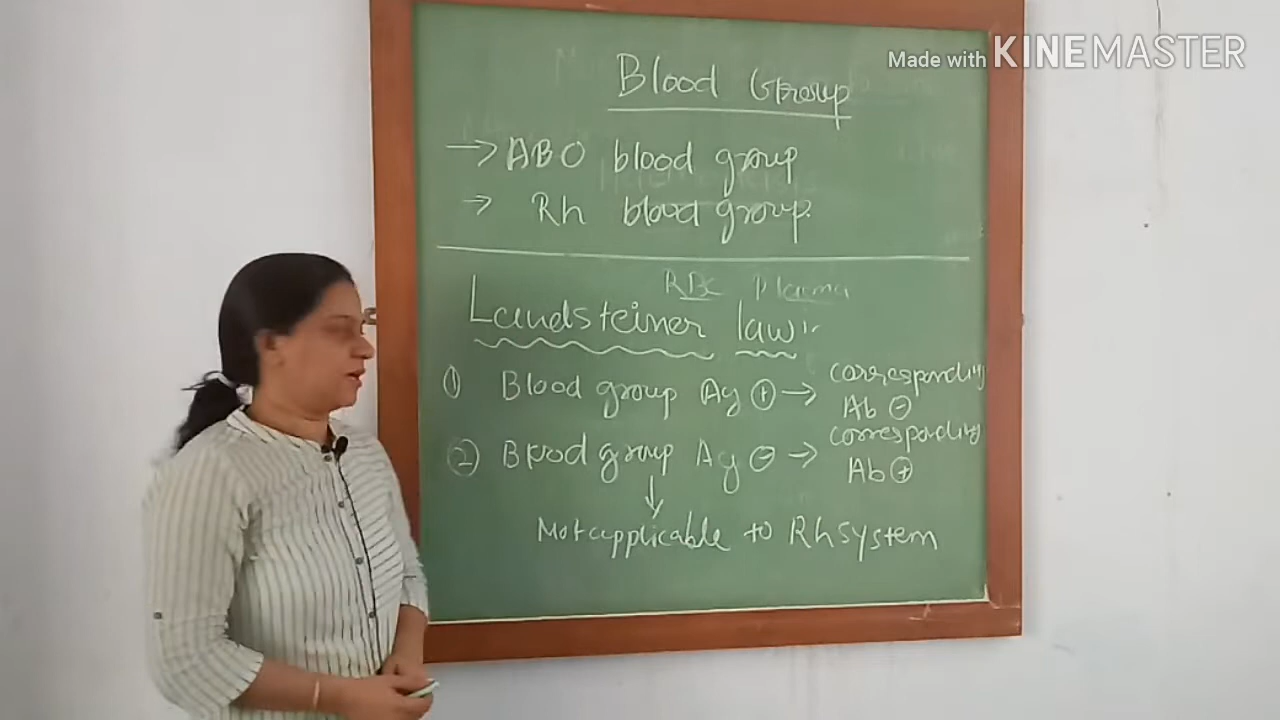 Made with KINEMASTER
Blood Group
→ ABO blood group
→ Rh blood group.
RBC Plasma
Landsteiner law:-
① Blood group Ag ⊕ → corresponding Ab ⊖
② Blood group Ag ⊖ → corresponding Ab ⊕
↓
Not applicable to Rh system